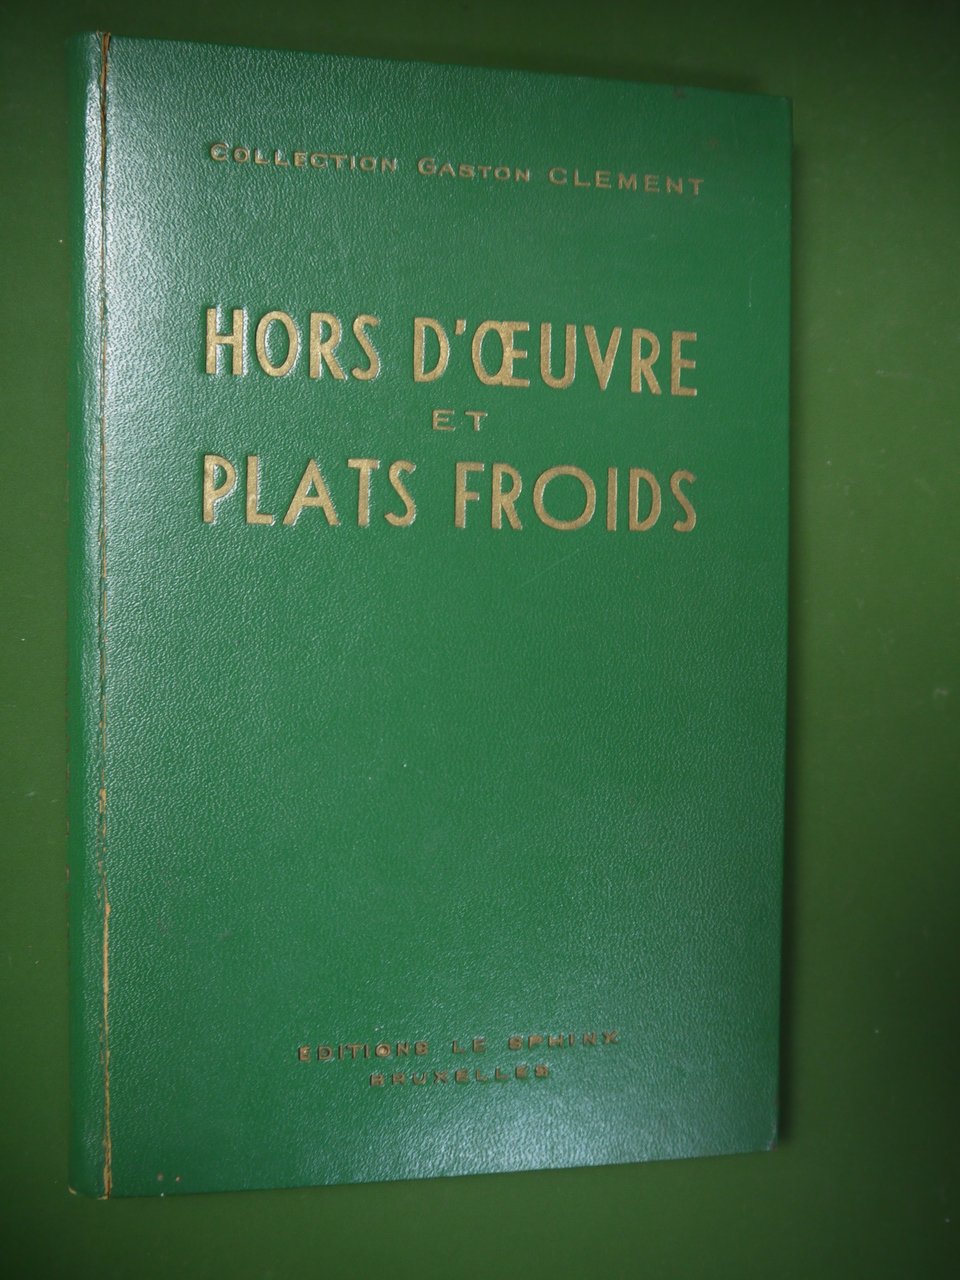 COLLECTION GASTON CLEMENT
HORS D'ŒUVRE
ET
PLATS FROIDS
EDITIONS LE SPHINX
BRUXELLES